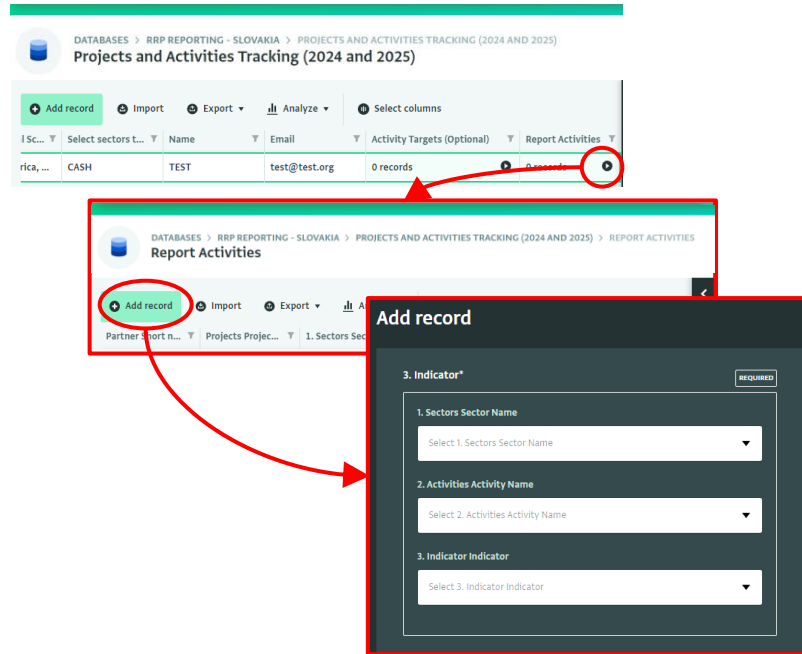 DATABASES > RRP REPORTING - SLOVAKIA > PROJECTS AND ACTIVITIES TRACKING (2024 AND 2025)
Projects and Activities Tracking (2024 and 2025)
Add record Import Export Analyze Select columns
l Sc... Select sectors t... Name Email Activity Targets (Optional) Report Activities
rica, ... CASH TEST test@test.org 0 records 0 records
DATABASES > RRP REPORTING - SLOVAKIA > PROJECTS AND ACTIVITIES TRACKING (2024 AND 2025) > REPORT ACTIVITIES
Report Activities
Add record Import Export A
Partner Short n... Projects Projec... 1. Sectors Sec
Add record
3. Indicator* REQUIRED
1. Sectors Sector Name
Select 1. Sectors Sector Name
2. Activities Activity Name
Select 2. Activities Activity Name
3. Indicator Indicator
Select 3. Indicator Indicator